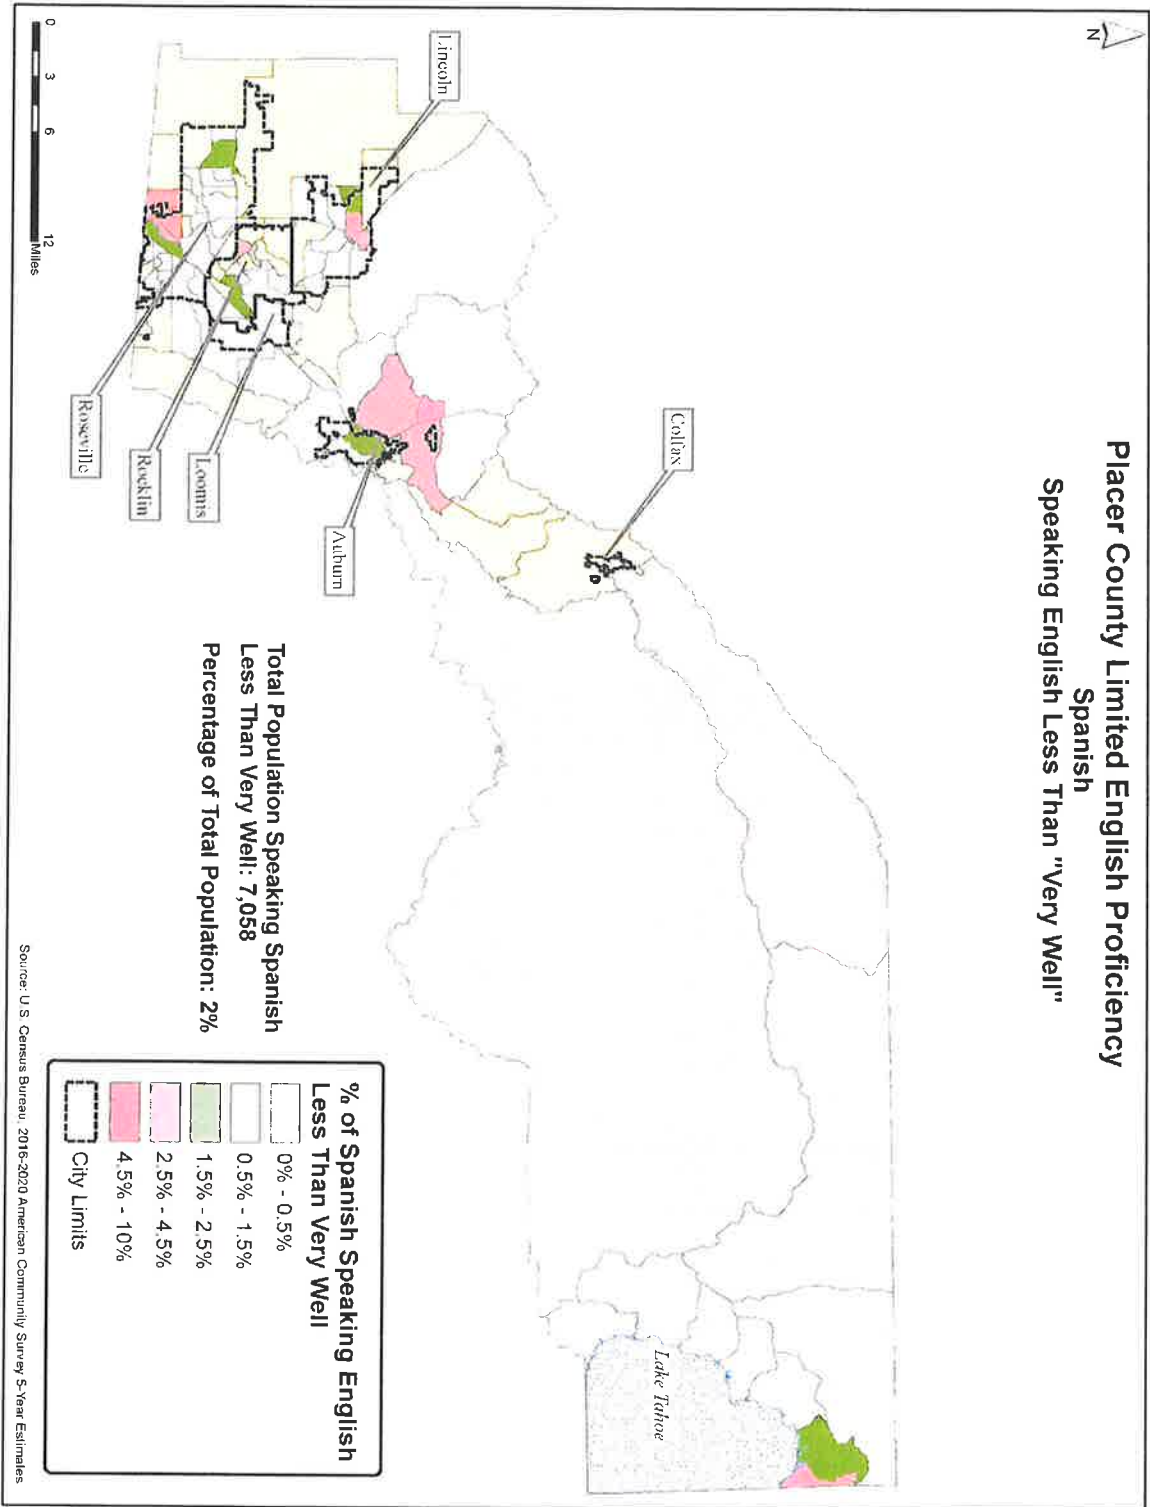 Placer County Limited English Proficiency
Spanish
Speaking English Less Than "Very Well"
N
Lincoln
Colfax
Auburn
Loomis
Rocklin
Roseville
Lake Tahoe
Total Population Speaking Spanish
Less Than Very Well: 7,058
Percentage of Total Population: 2%
% of Spanish Speaking English
Less Than Very Well
0% - 0.5%
0.5% - 1.5%
1.5% - 2.5%
2.5% - 4.5%
4.5% - 10%
City Limits
0 3 6 12
Miles
Source: U.S. Census Bureau, 2016-2020 American Community Survey 5-Year Estimates